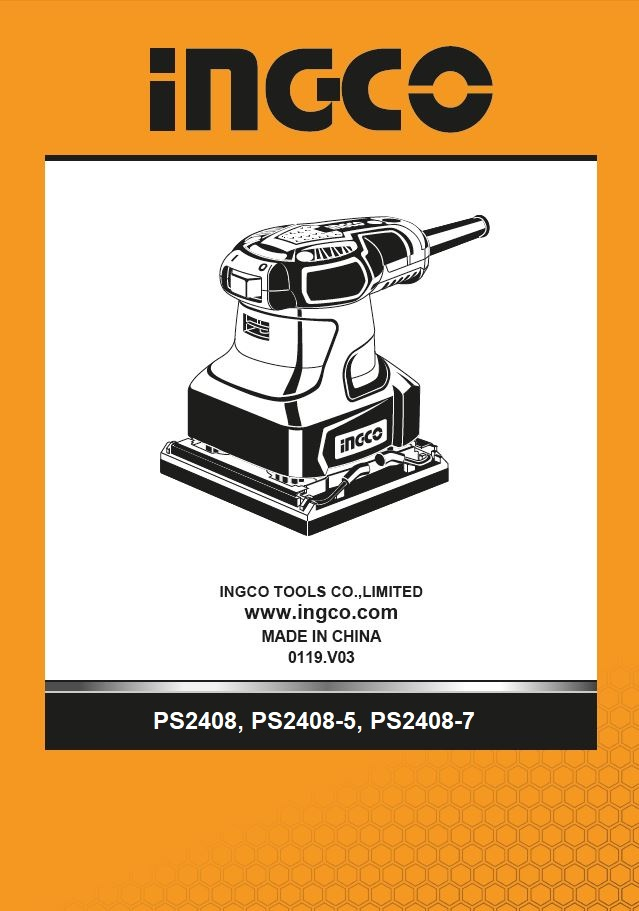 INGCO
I O
INGCO
INGCO TOOLS CO.,LIMITED
www.ingco.com
MADE IN CHINA
0119.V03
PS2408, PS2408-5, PS2408-7